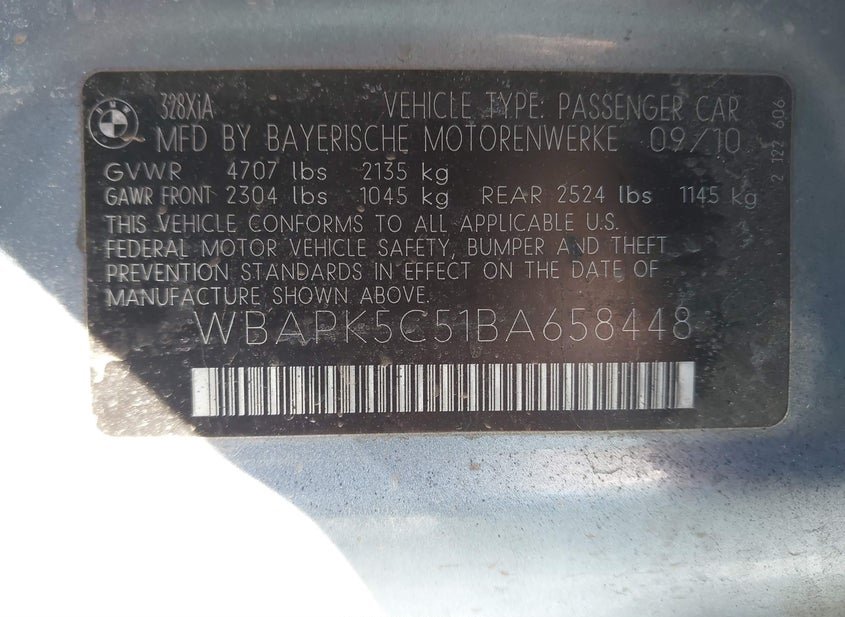 328XiA VEHICLE TYPE: PASSENGER CAR
MFD BY BAYERISCHE MOTORENWERKE 09/10
GVWR 4707 lbs 2135 kg
GAWR FRONT 2304 lbs 1045 kg REAR 2524 lbs 1145 kg
THIS VEHICLE CONFORMS TO ALL APPLICABLE U.S.
FEDERAL MOTOR VEHICLE SAFETY, BUMPER AND THEFT
PREVENTION STANDARDS IN EFFECT ON THE DATE OF
MANUFACTURE SHOWN ABOVE.
WBAPK5C51BA658448
2 122 606